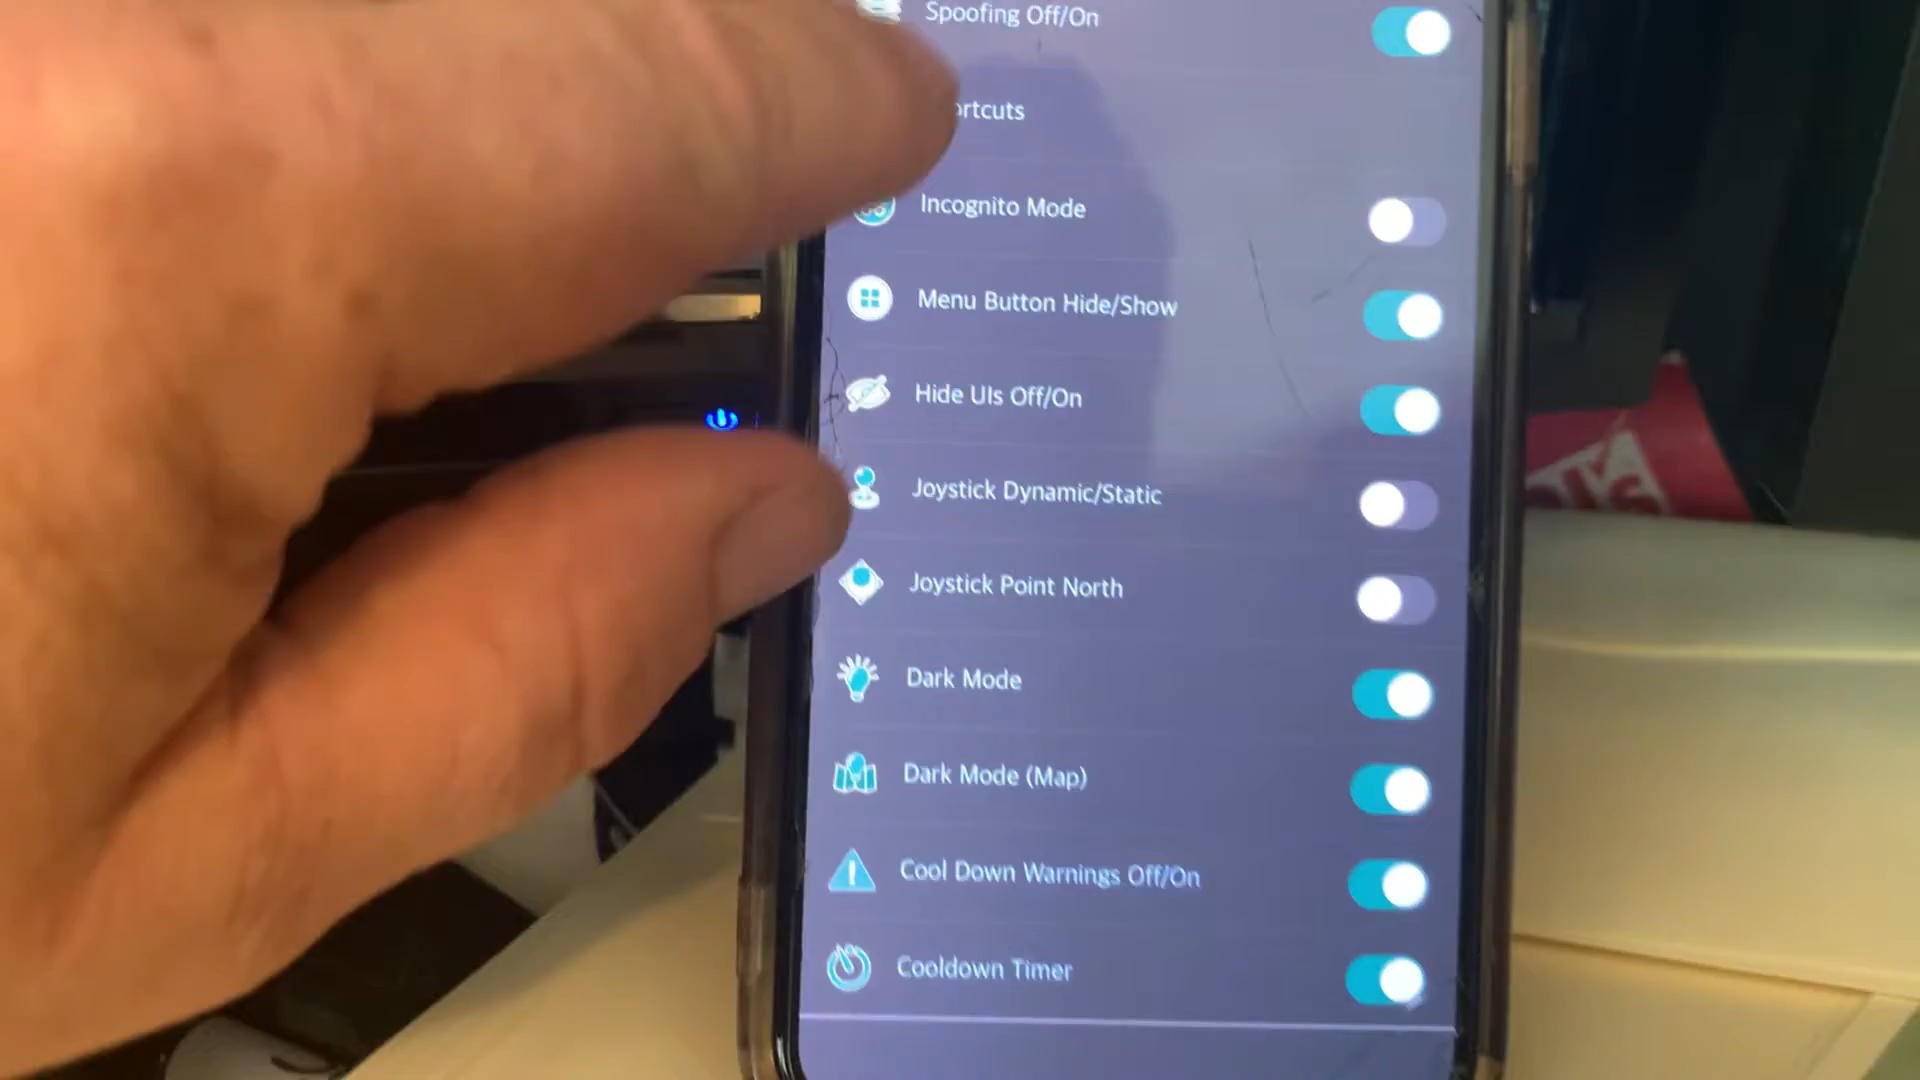 Spoofing Off/On
ortcuts
Incognito Mode
Menu Button Hide/Show
Hide UIs Off/On
Joystick Dynamic/Static
Joystick Point North
Dark Mode
Dark Mode (Map)
Cool Down Warnings Off/On
Cooldown Timer